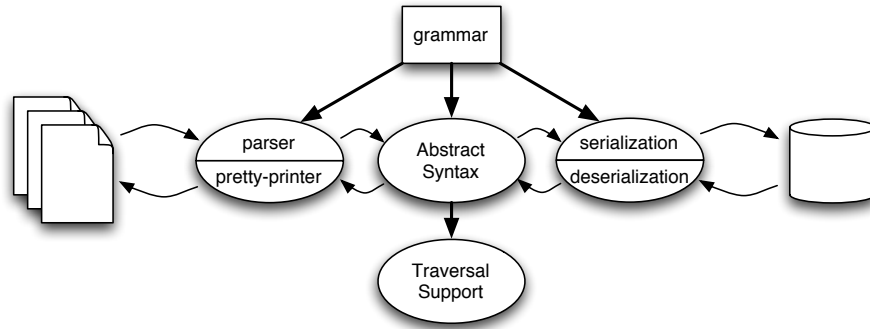 grammar
parser
pretty-printer
Abstract
Syntax
serialization
deserialization
Traversal
Support